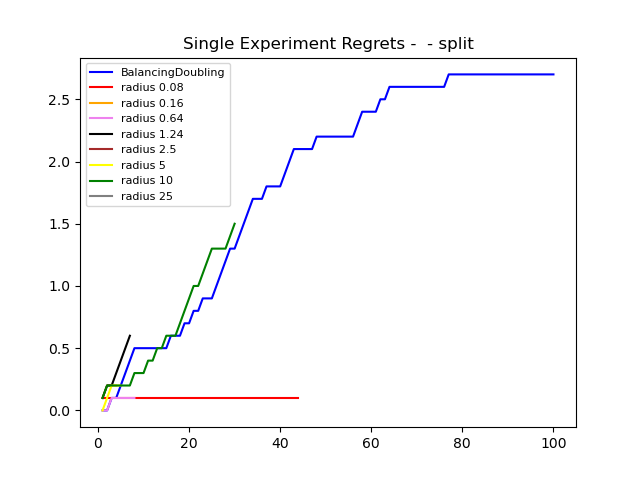 Single Experiment Regrets -  - split
BalancingDoubling
radius 0.08
radius 0.16
radius 0.64
radius 1.24
radius 2.5
radius 5
radius 10
radius 25
2.5
2.0
1.5
1.0
0.5
0.0
0 20 40 60 80 100